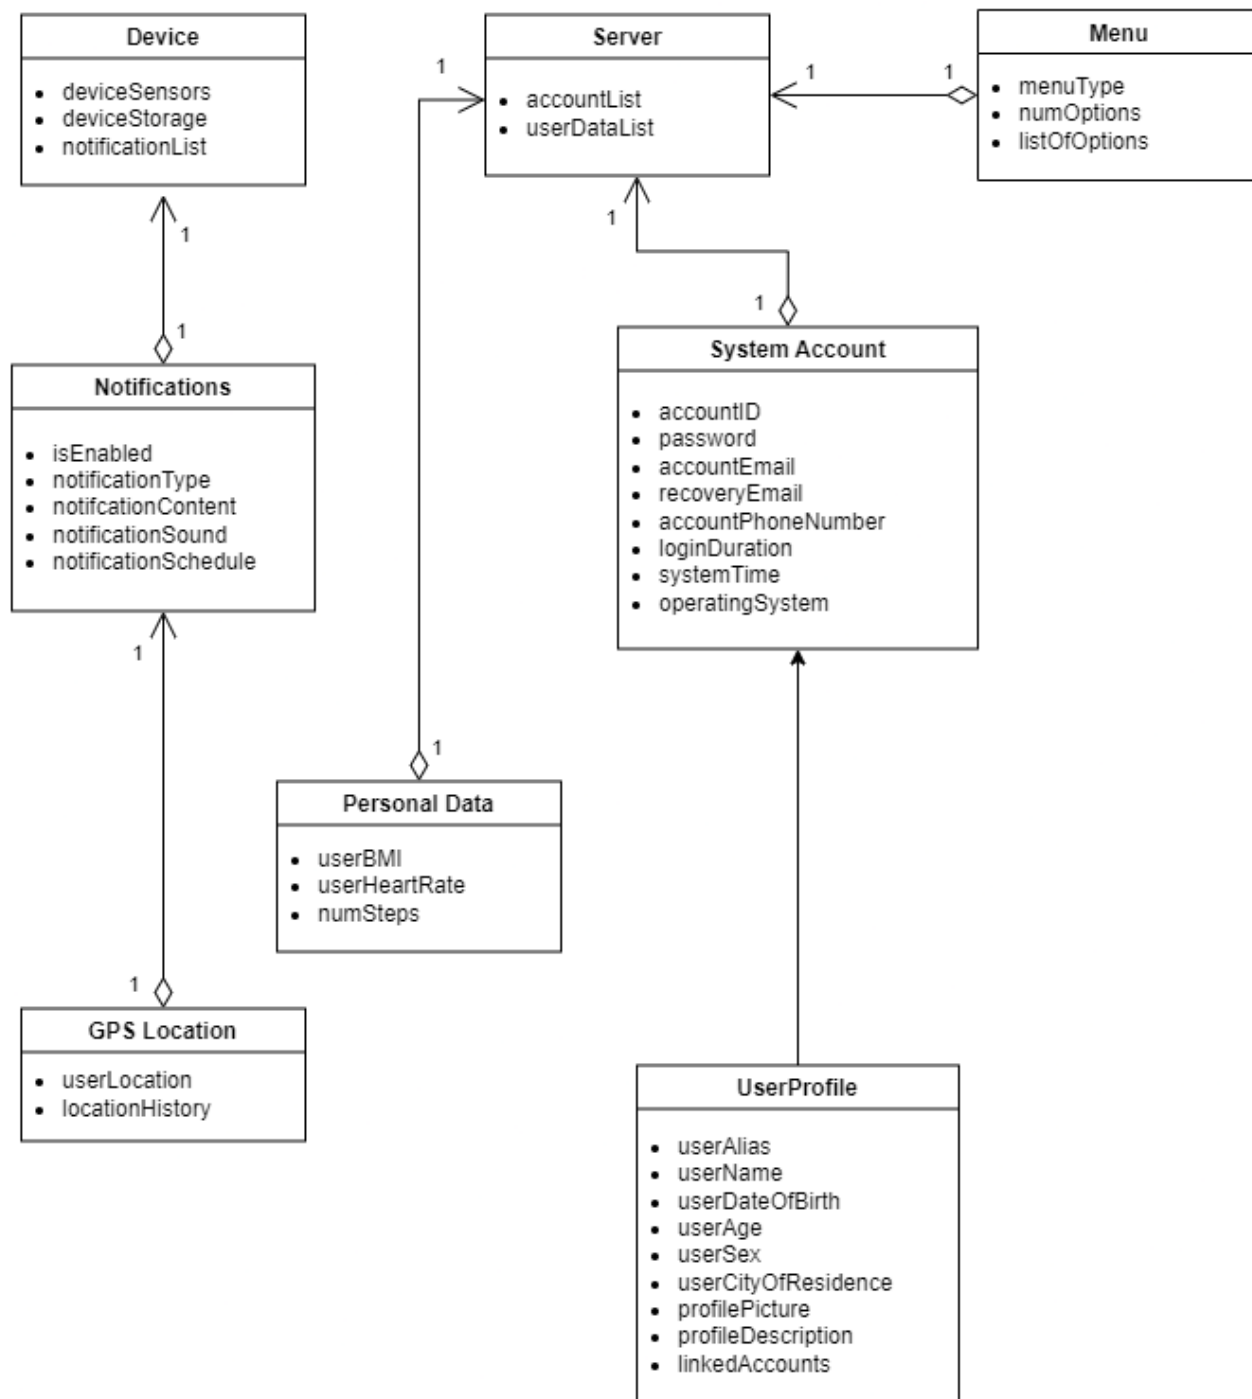 Device
deviceSensors
deviceStorage
notificationList
Server
accountList
userDataList
Menu
menuType
numOptions
listOfOptions
1
1
1
1
1
1
1
Notifications
isEnabled
notificationType
notifcationContent
notificationSound
notificationSchedule
System Account
accountID
password
accountEmail
recoveryEmail
accountPhoneNumber
loginDuration
systemTime
operatingSystem
1
1
Personal Data
userBMI
userHeartRate
numSteps
1
GPS Location
userLocation
locationHistory
UserProfile
userAlias
userName
userDateOfBirth
userAge
userSex
userCityOfResidence
profilePicture
profileDescription
linkedAccounts